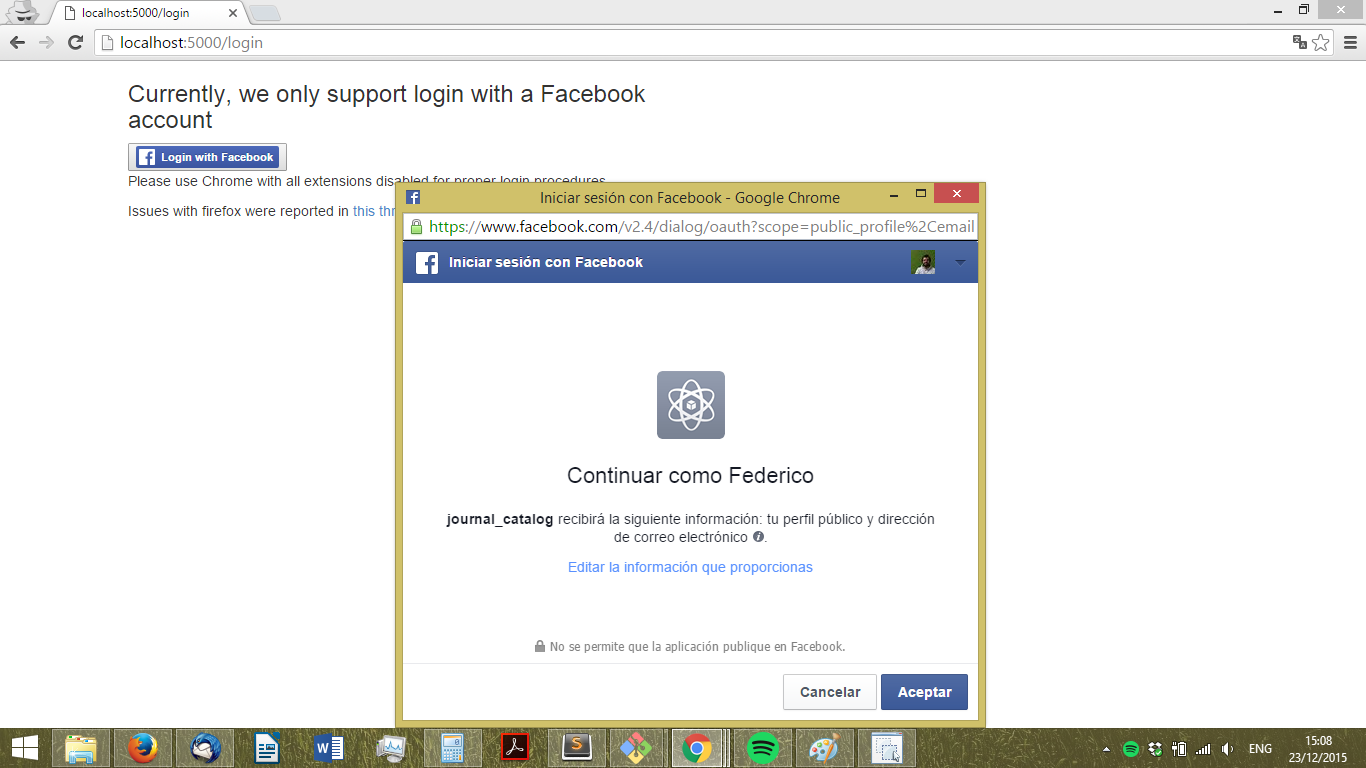 localhost:5000/login
localhost:5000/login
Currently, we only support login with a Facebook
account
Login with Facebook
Please use Chrome with all extensions disabled for proper login procedures
Issues with firefox were reported in this thr
Iniciar sesión con Facebook - Google Chrome
https://www.facebook.com/v2.4/dialog/oauth?scope=public_profile%2Cemail
Iniciar sesión con Facebook
Continuar como Federico
journal_catalog recibirá la siguiente información: tu perfil público y dirección
de correo electrónico
Editar la información que proporcionas
No se permite que la aplicación publique en Facebook.
Cancelar
Aceptar
ENG
15:08
23/12/2015